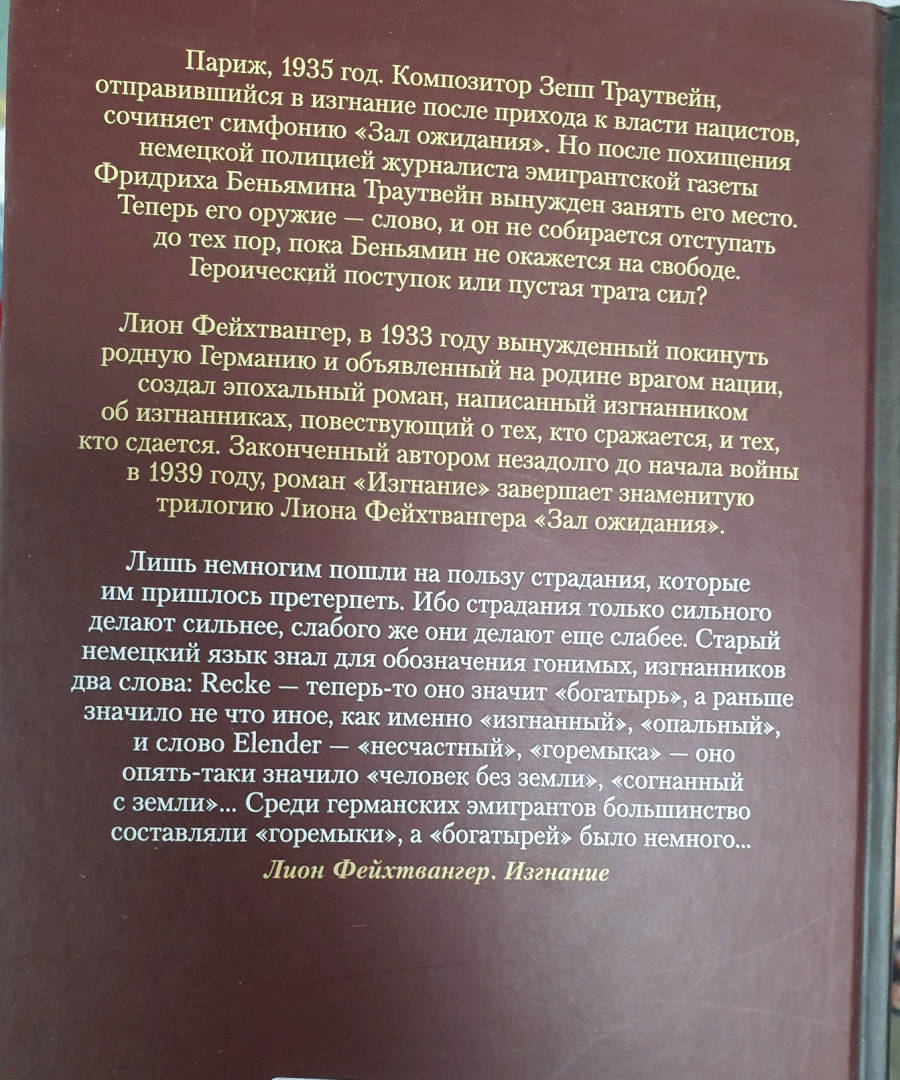 Париж, 1935 год. Композитор Зепп Траутвейн,
отправившийся в изгнание после прихода к власти нацистов,
сочиняет симфонию «Зал ожидания». Но после похищения
немецкой полицией журналиста эмигрантской газеты
Фридриха Беньямина Траутвейн вынужден занять его место.
Теперь его оружие — слово, и он не собирается отступать
до тех пор, пока Беньямин не окажется на свободе.
Героический поступок или пустая трата сил?
Лион Фейхтвангер, в 1933 году вынужденный покинуть
родную Германию и объявленный на родине врагом нации,
создал эпохальный роман, написанный изгнанником
об изгнанниках, повествующий о тех, кто сражается, и тех,
кто сдается. Законченный автором незадолго до начала войны
в 1939 году, роман «Изгнание» завершает знаменитую
трилогию Лиона Фейхтвангера «Зал ожидания».
Лишь немногим пошли на пользу страдания, которые
им пришлось претерпеть. Ибо страдания только сильного
делают сильнее, слабого же они делают еще слабее. Старый
немецкий язык знал для обозначения гонимых, изгнанников
два слова: Recke — теперь-то оно значит «богатырь», а раньше
значило не что иное, как именно «изгнанный», «опальный»,
и слово Elender — «несчастный», «горемыка» — оно
опять-таки значило «человек без земли», «согнанный
с земли»... Среди германских эмигрантов большинство
составляли «горемыки», а «богатырей» было немного...
Лион Фейхтвангер. Изгнание